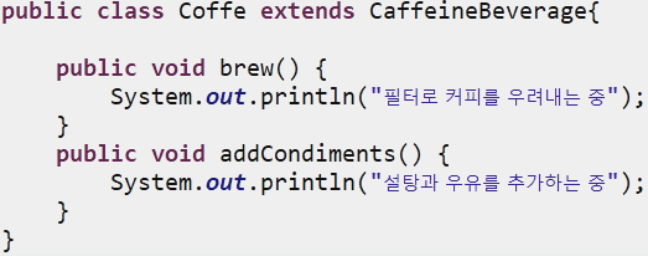 public class Coffe extends CaffeineBeverage{
public void brew() {
System.out.println("필터로 커피를 우려내는 중");
}
public void addCondiments() {
System.out.println("설탕과 우유를 추가하는 중");
}
}